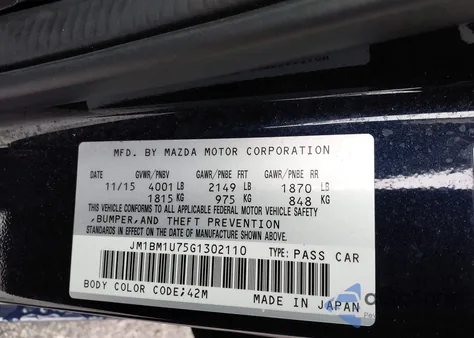 MFD. BY MAZDA MOTOR CORPORATION
DATE GVWR/PNBV GAWR/PNBE FRT GAWR/PNBE RR
11/15 4001 LB 2149 LB 1870 LB
1815 KG 975 KG 848 KG
THIS VEHICLE CONFORMS TO ALL APPLICABLE FEDERAL MOTOR VEHICLE SAFETY
,BUMPER,AND THEFT PREVENTION
STANDARDS IN EFFECT ON THE DATE OF MANUFACTURE SHOWN ABOVE.
JM1BM1U75G1302110 TYPE: PASS CAR
BODY COLOR CODE;42M MADE IN JAPAN